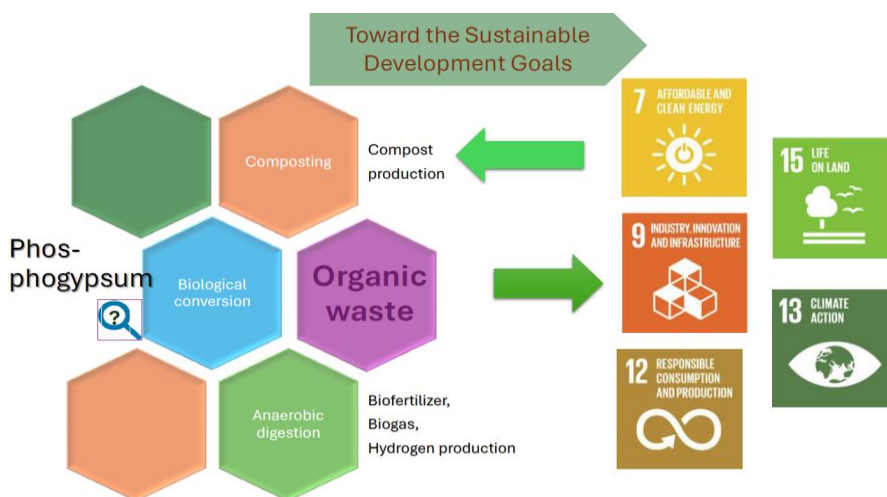 Toward the Sustainable
Development Goals
Composting
Compost
production
Phos-
phogypsum
?
Biological
conversion
Organic
waste
Anaerobic
digestion
Biofertilizer,
Biogas,
Hydrogen production
7 AFFORDABLE AND
CLEAN ENERGY
15 LIFE
ON LAND
9 INDUSTRY, INNOVATION
AND INFRASTRUCTURE
13 CLIMATE
ACTION
12 RESPONSIBLE
CONSUMPTION
AND PRODUCTION